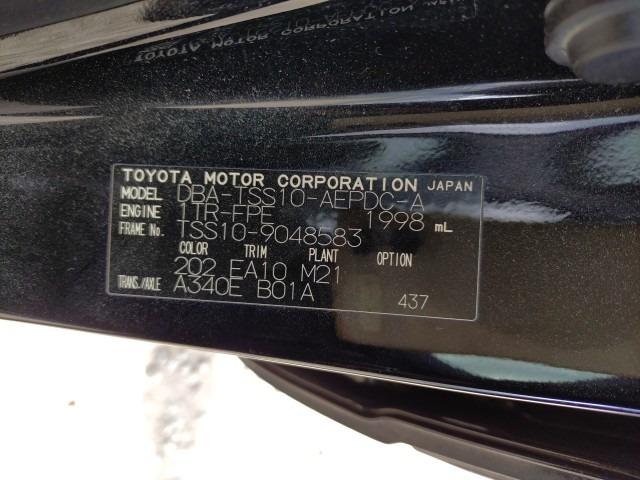 TOYOTA MOTOR CORPORATION JAPAN
MODEL DBA-TSS10-AEPDC-A
ENGINE 1TR-FPE 1998 mL
FRAME No. TSS10-9048583
COLOR TRIM PLANT OPTION
202 EA10 M21
TRANS./AXLE A340E B01A 437